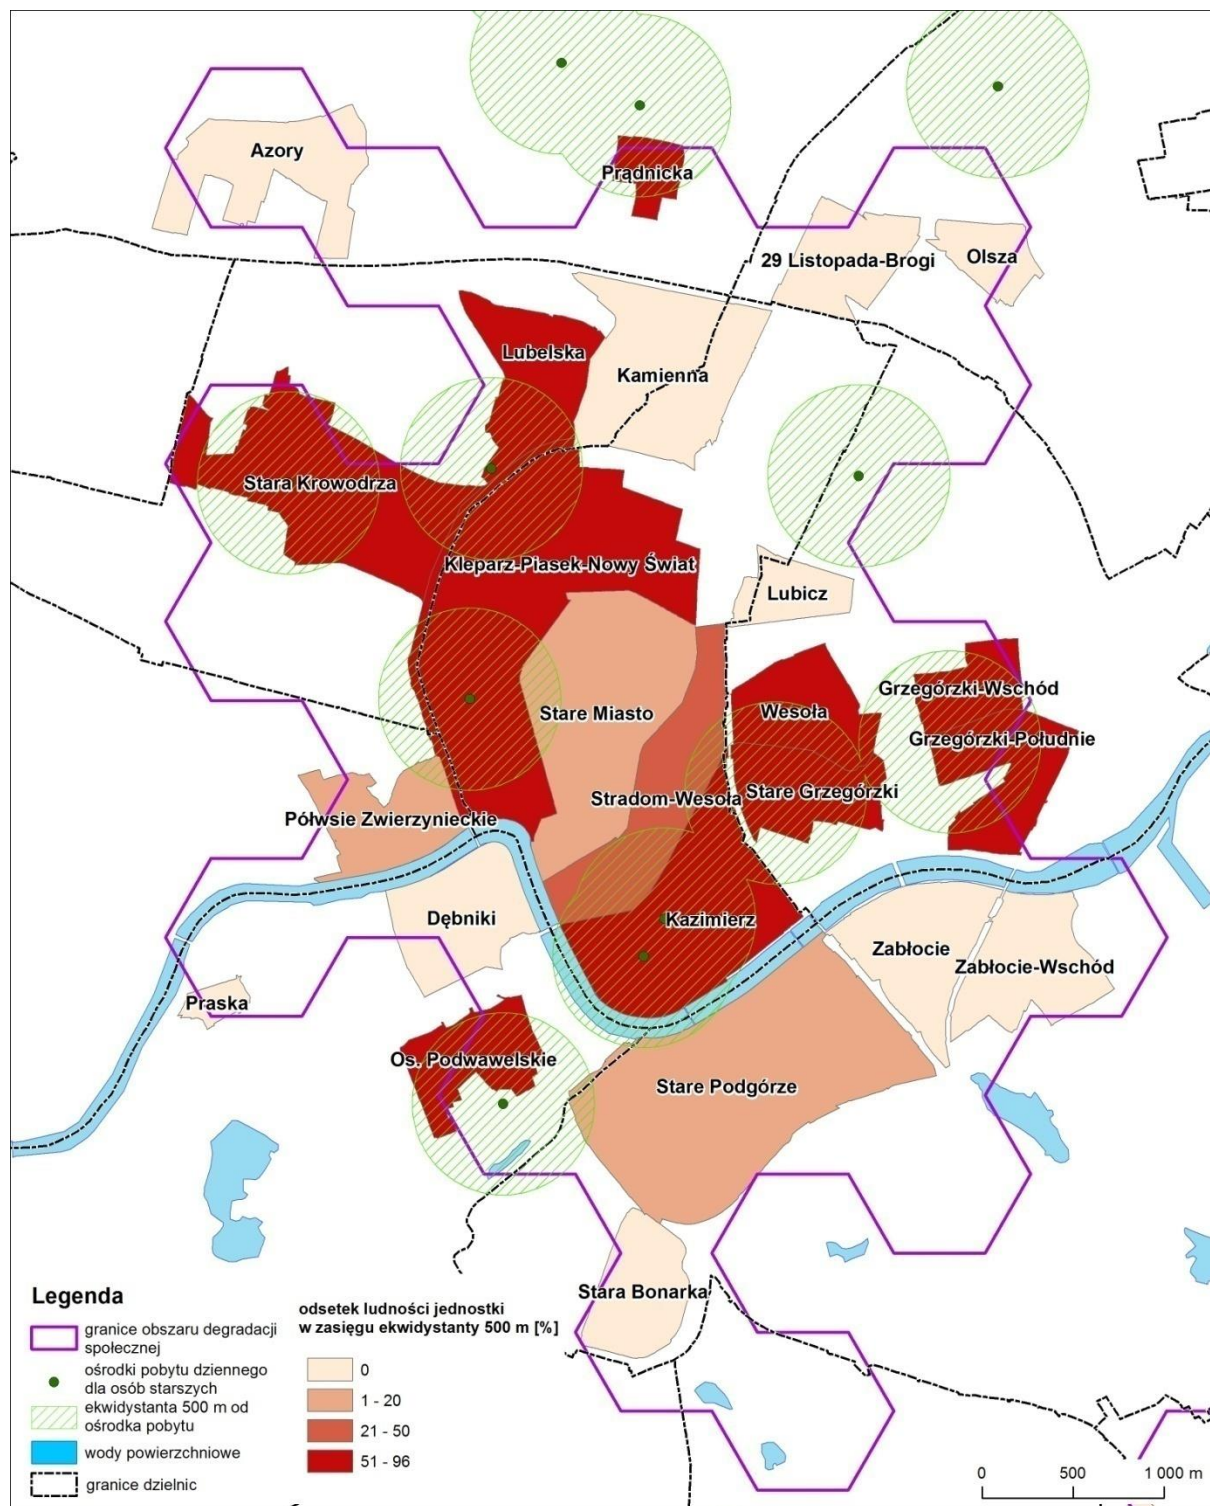 Azory
Prądnicka
29 Listopada-Brogi
Olsza
Lubelska
Kamienna
Stara Krowodrza
Kleparz-Piasek-Nowy Świat
Lubicz
Grzegórzki-Wschód
Stare Miasto
Wesoła
Grzegórzki-Południe
Stradom-Wesoła
Stare Grzegórzki
Półwsie Zwierzynieckie
Dębniki
Kazimierz
Zabłocie
Zabłocie-Wschód
Praska
Os. Podwawelskie
Stare Podgórze
Stara Bonarka
Legenda
granice obszaru degradacji
społecznej
ośrodki pobytu dziennego
dla osób starszych
ekwidystanta 500 m od
ośrodka pobytu
wody powierzchniowe
granice dzielnic
odsetek ludności jednostki
w zasięgu ekwidystanty 500 m [%]
0
1 - 20
21 - 50
51 - 96
0 500 1 000 m